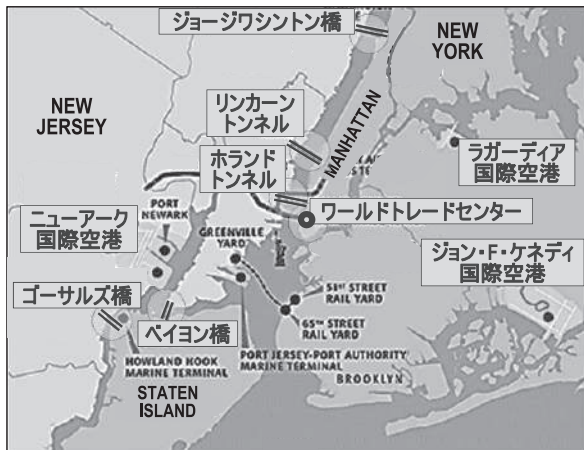 ジョージワシントン橋
NEW
YORK
NEW
JERSEY
リンカーン
トンネル
MANHATTAN
ホランド
トンネル
ラガーディア
国際空港
PORT
NEWARK
ニューアーク
国際空港
GREENVILLE
YARD
ワールドトレードセンター
ジョン・F・ケネディ
国際空港
51ST STREET
RAIL YARD
ゴーサルズ橋
ベイヨン橋
65TH STREET
RAIL YARD
HOWLAND HOOK
MARINE TERMINAL
PORT JERSEY-PORT AUTHORITY
MARINE TERMINAL
BROOKLYN
STATEN
ISLAND